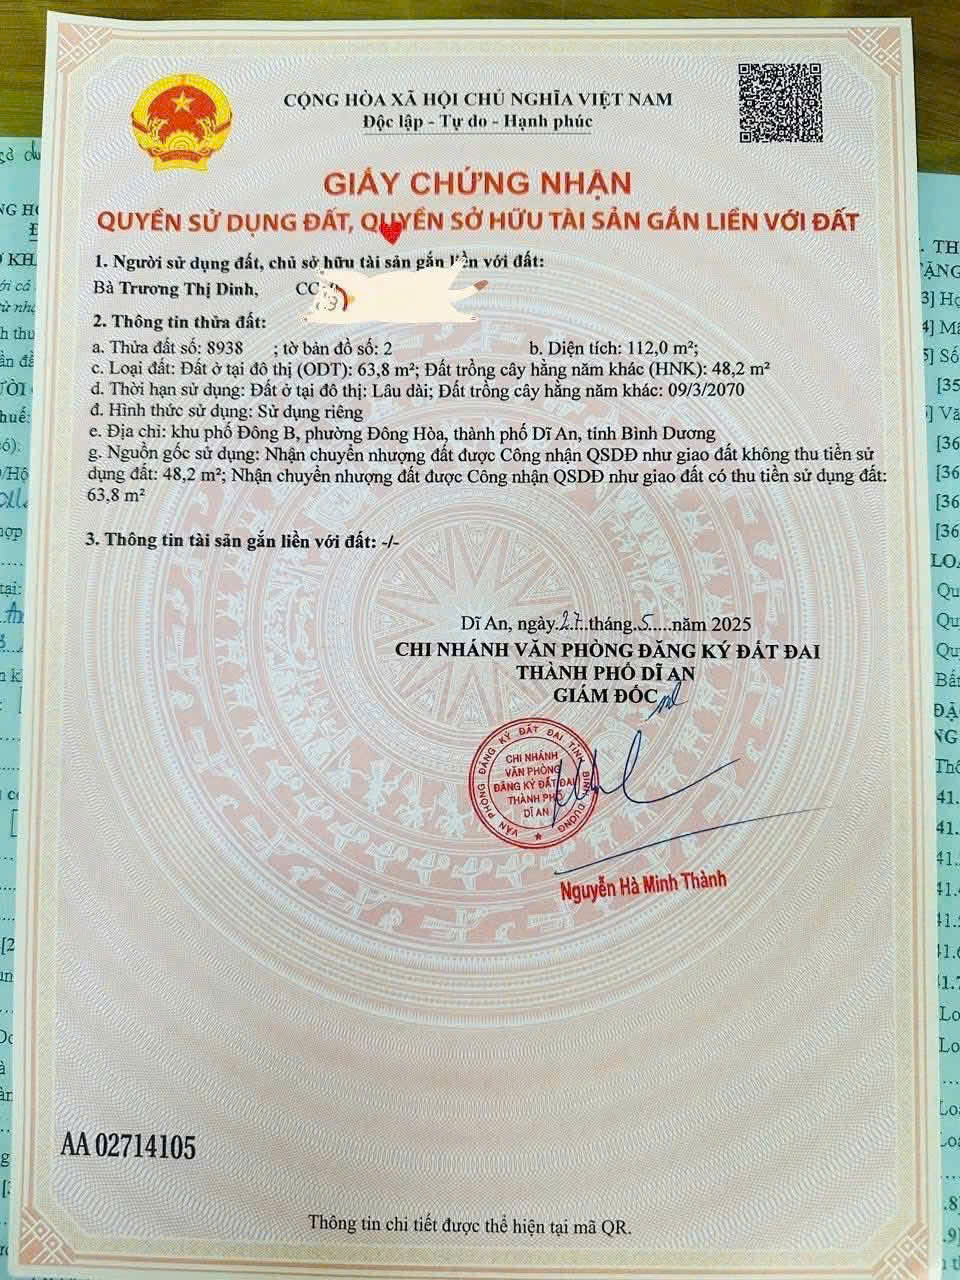 CỘNG HÒA XÃ HỘI CHỦ NGHĨA VIỆT NAM
Độc lập - Tự do - Hạnh phúc
GIẤY CHỨNG NHẬN
QUYỀN SỬ DỤNG ĐẤT, QUYỀN SỞ HỮU TÀI SẢN GẮN LIỀN VỚI ĐẤT
1. Người sử dụng đất, chủ sở hữu tài sản gắn liền với đất:
Bà Trương Thị Dinh, CC
2. Thông tin thửa đất:
a. Thửa đất số: 8938 ; tờ bản đồ số: 2 b. Diện tích: 112,0 m²;
c. Loại đất: Đất ở tại đô thị (ODT): 63,8 m²; Đất trồng cây hằng năm khác (HNK): 48,2 m²
d. Thời hạn sử dụng: Đất ở tại đô thị: Lâu dài; Đất trồng cây hằng năm khác: 09/3/2070
đ. Hình thức sử dụng: Sử dụng riêng
e. Địa chỉ: khu phố Đông B, phường Đông Hòa, thành phố Dĩ An, tỉnh Bình Dương
g. Nguồn gốc sử dụng: Nhận chuyển nhượng đất được Công nhận QSDĐ như giao đất không thu tiền sử
dụng đất: 48,2 m²; Nhận chuyển nhượng đất được Công nhận QSDĐ như giao đất có thu tiền sử dụng đất:
63,8 m²
3. Thông tin tài sản gắn liền với đất: -/-
Dĩ An, ngày 27 tháng 5 năm 2025
CHI NHÁNH VĂN PHÒNG ĐĂNG KÝ ĐẤT ĐAI
THÀNH PHỐ DĨ AN
GIÁM ĐỐC
VĂN PHÒNG ĐĂNG KÝ ĐẤT ĐAI TỈNH BÌNH DƯƠNG
CHI NHÁNH
VĂN PHÒNG
ĐĂNG KÝ ĐẤT ĐAI
THÀNH PHỐ
DĨ AN
Nguyễn Hà Minh Thành
AA 02714105
Thông tin chi tiết được thể hiện tại mã QR.